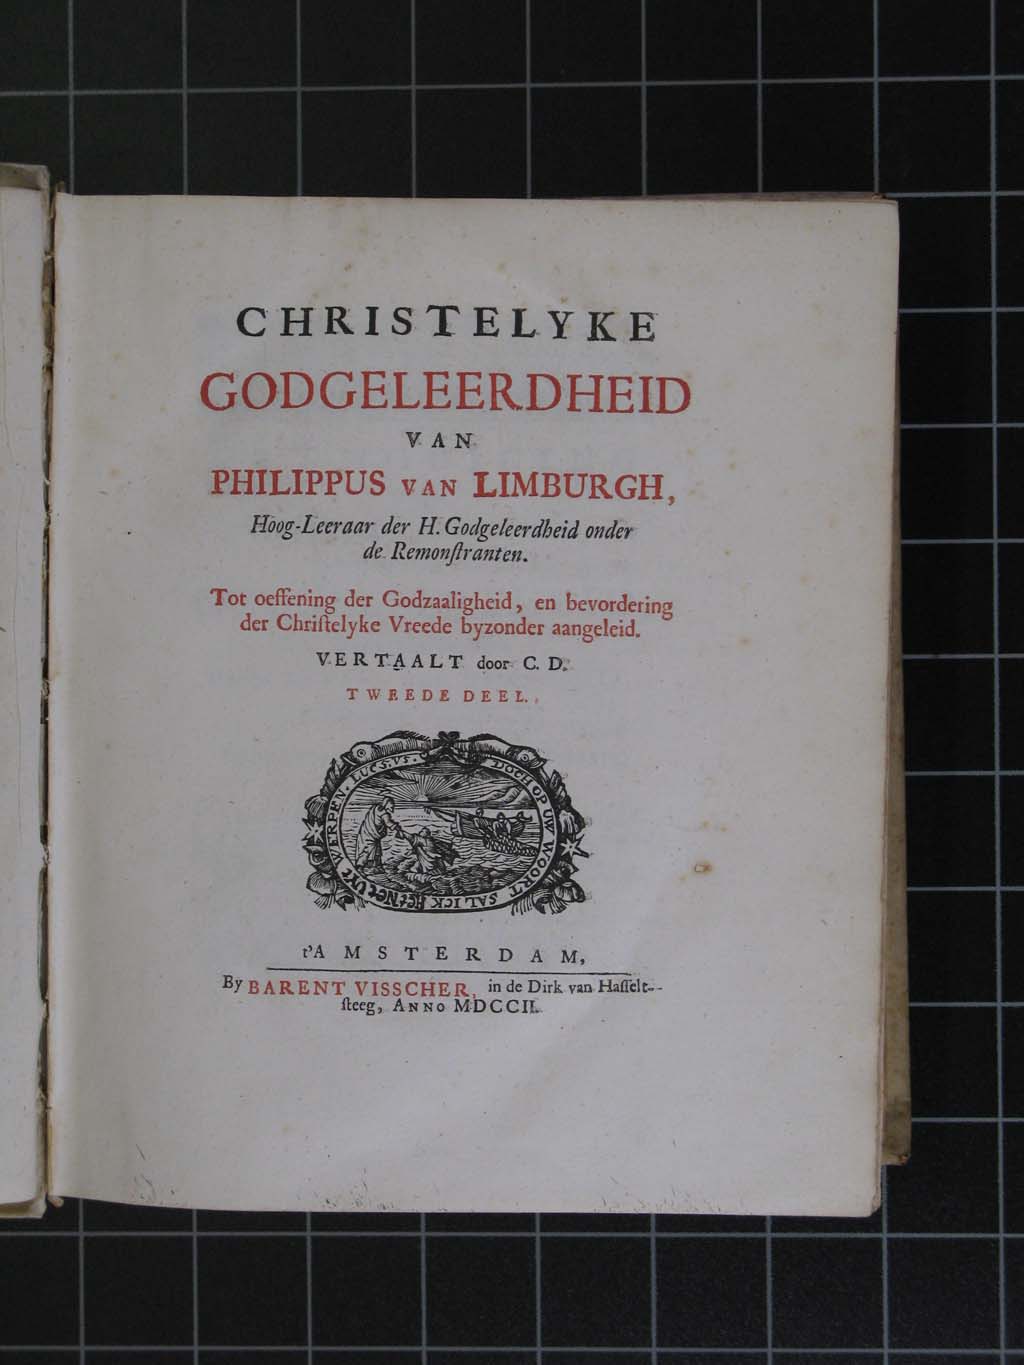 CHRISTELYKE
GODGELEERDHEID
VAN
PHILIPPUS VAN LIMBURGH,
Hoog-Leeraar der H. Godgeleerdheid onder
de Remonſtranten.
Tot oeffening der Godzaaligheid, en bevordering
der Chriſtelyke Vreede byzonder aangeleid.
VERTAALT door C. D.
TWEEDE DEEL.
LUC 5. V 5. DOCH OP UW WOORT SAL ICK Het Net UYt WERPEN.
t'AMSTERDAM,
By BARENT VISSCHER, in de Dirk van Haſſelt-
ſteeg, ANNO MDCCII.